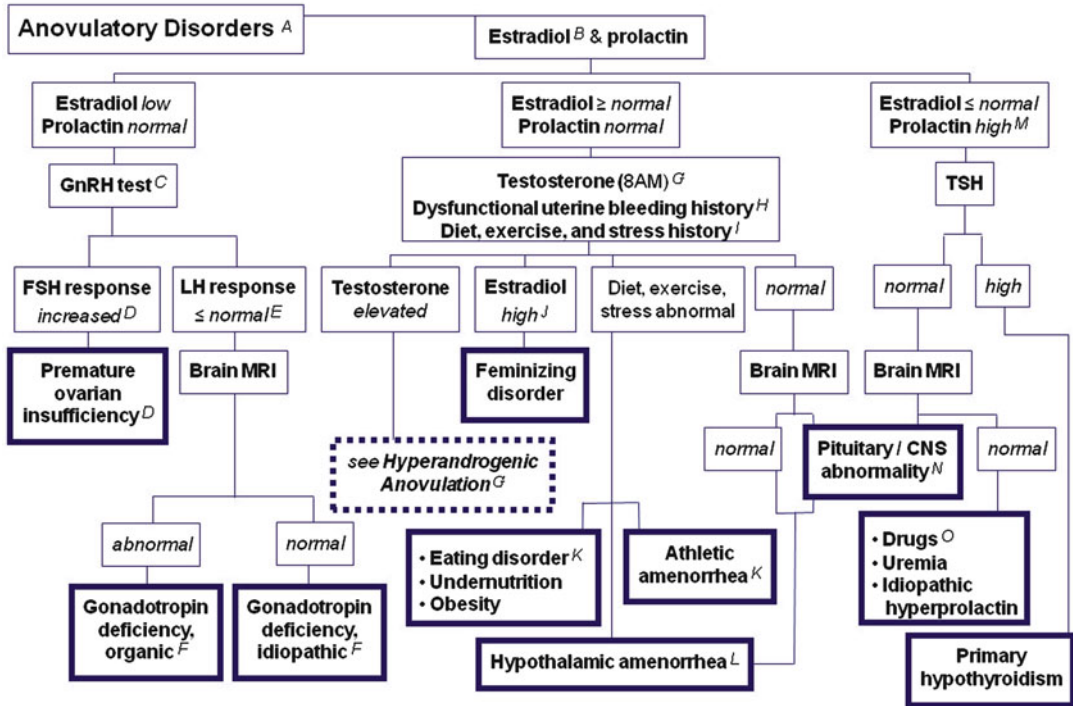 Anovulatory Disorders A
Estradiol B & prolactin
Estradiol low
Prolactin normal
Estradiol ≥ normal
Prolactin normal
Estradiol ≤ normal
Prolactin high M
GnRH test C
Testosterone (8AM) G
Dysfunctional uterine bleeding history H
Diet, exercise, and stress history I
TSH
FSH response
increased D
LH response
≤ normal E
Testosterone
elevated
Estradiol
high J
Diet, exercise,
stress abnormal
normal
normal
high
Premature
ovarian
insufficiency D
Brain MRI
Feminizing
disorder
Brain MRI
Brain MRI
see Hyperandrogenic
Anovulation G
normal
Pituitary / CNS
abnormality N
normal
abnormal
normal
• Eating disorder K
• Undernutrition
• Obesity
Athletic
amenorrhea K
• Drugs O
• Uremia
• Idiopathic
hyperprolactin
Gonadotropin
deficiency,
organic F
Gonadotropin
deficiency,
idiopathic F
Hypothalamic amenorrhea L
Primary
hypothyroidism